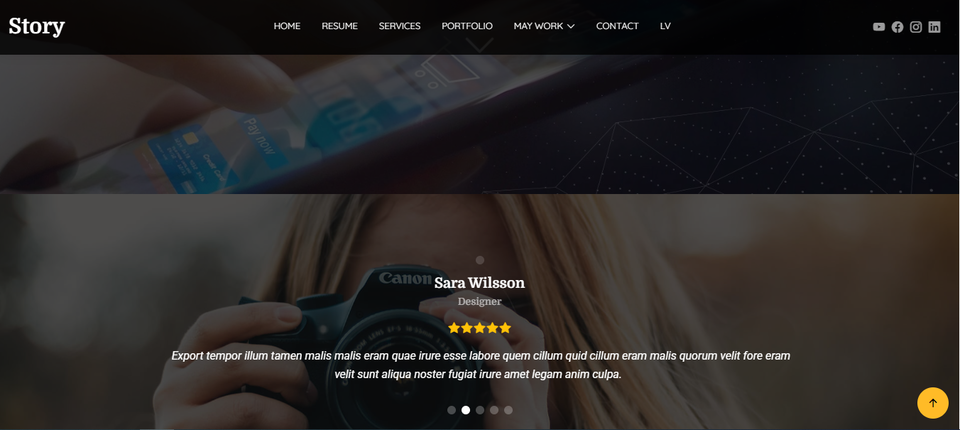 Story
HOME RESUME SERVICES PORTFOLIO MAY WORK CONTACT LV
Pay now
Credit Card
Canon
Sara Wilsson
Designer
Export tempor illum tamen malis malis eram quae irure esse labore quem cillum quid cillum eram malis quorum velit fore eram
velit sunt aliqua noster fugiat irure amet legam anim culpa.